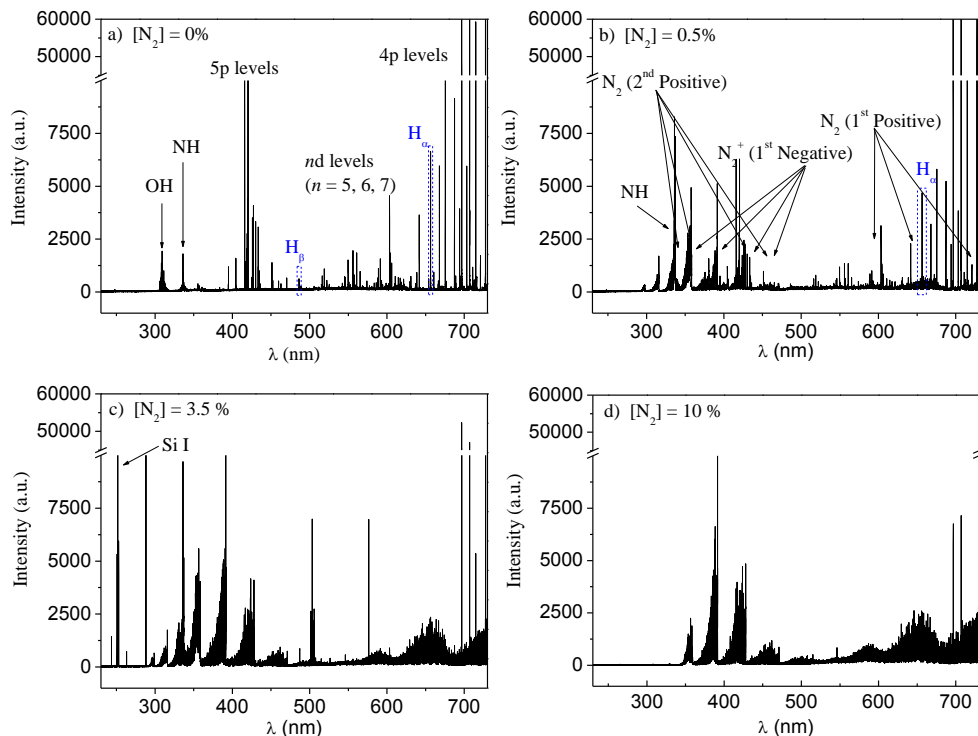 a) [N₂] = 0%
60000
50000
7500
5000
2500
0
Intensity (a.u.)
5p levels
4p levels
NH
OH
nd levels
(n = 5, 6, 7)
H_α
H_β
300 400 500 600 700
λ (nm)
b) [N₂] = 0.5%
60000
50000
7500
5000
2500
0
Intensity (a.u.)
N₂ (2nd Positive)
N₂ (1st Positive)
N₂⁺ (1st Negative)
H_α
NH
300 400 500 600 700
λ (nm)
c) [N₂] = 3.5 %
60000
50000
7500
5000
2500
0
Intensity (a.u.)
Si I
300 400 500 600 700
λ (nm)
d) [N₂] = 10 %
60000
50000
7500
5000
2500
0
Intensity (a.u.)
300 400 500 600 700
λ (nm)